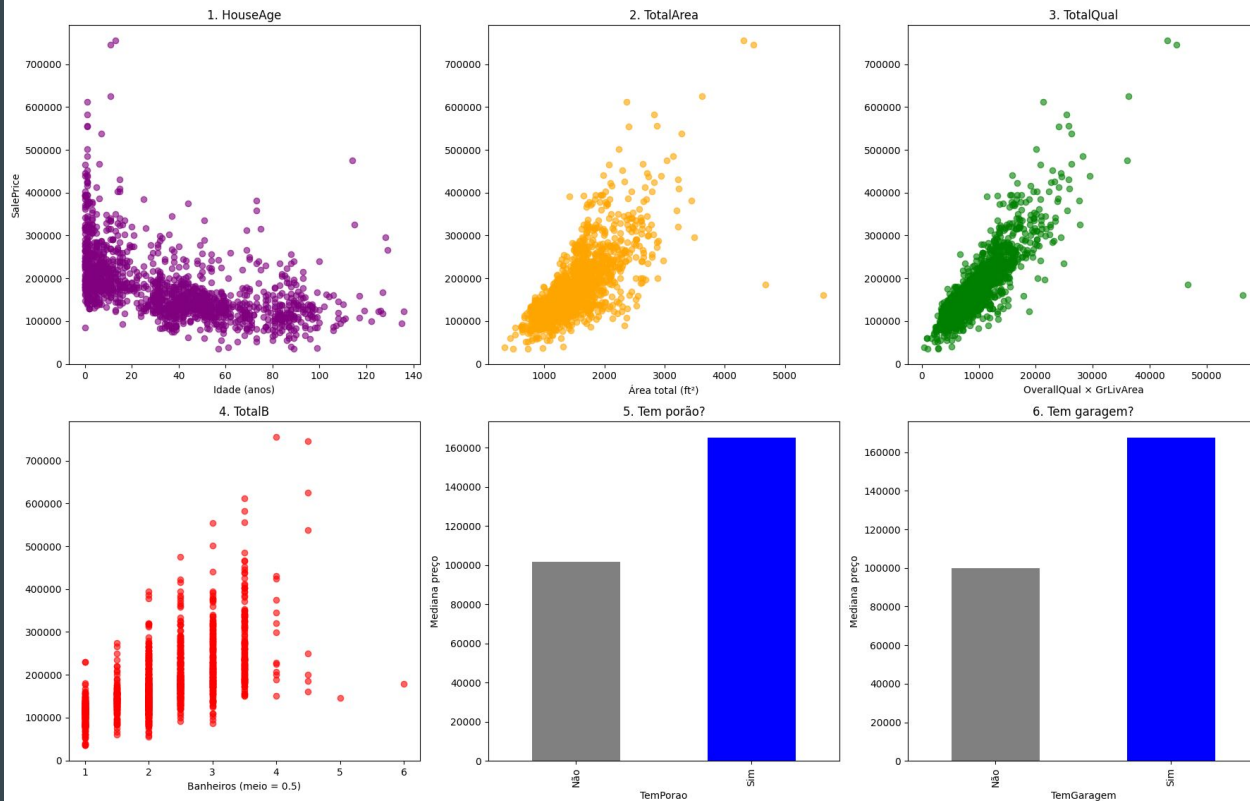 1. HouseAge
SalePrice
700000
600000
500000
400000
300000
200000
100000
0
0 20 40 60 80 100 120 140
Idade (anos)
2. TotalArea
700000
600000
500000
400000
300000
200000
100000
0
1000 2000 3000 4000 5000
Área total (ft²)
3. TotalQual
700000
600000
500000
400000
300000
200000
100000
0
0 10000 20000 30000 40000 50000
OverallQual × GrLivArea
4. TotalB
700000
600000
500000
400000
300000
200000
100000
0
1 2 3 4 5 6
Banheiros (meio = 0.5)
5. Tem porão?
Mediana preço
160000
140000
120000
100000
80000
60000
40000
20000
0
Não Sim
TemPorao
6. Tem garagem?
Mediana preço
160000
140000
120000
100000
80000
60000
40000
20000
0
Não Sim
TemGaragem